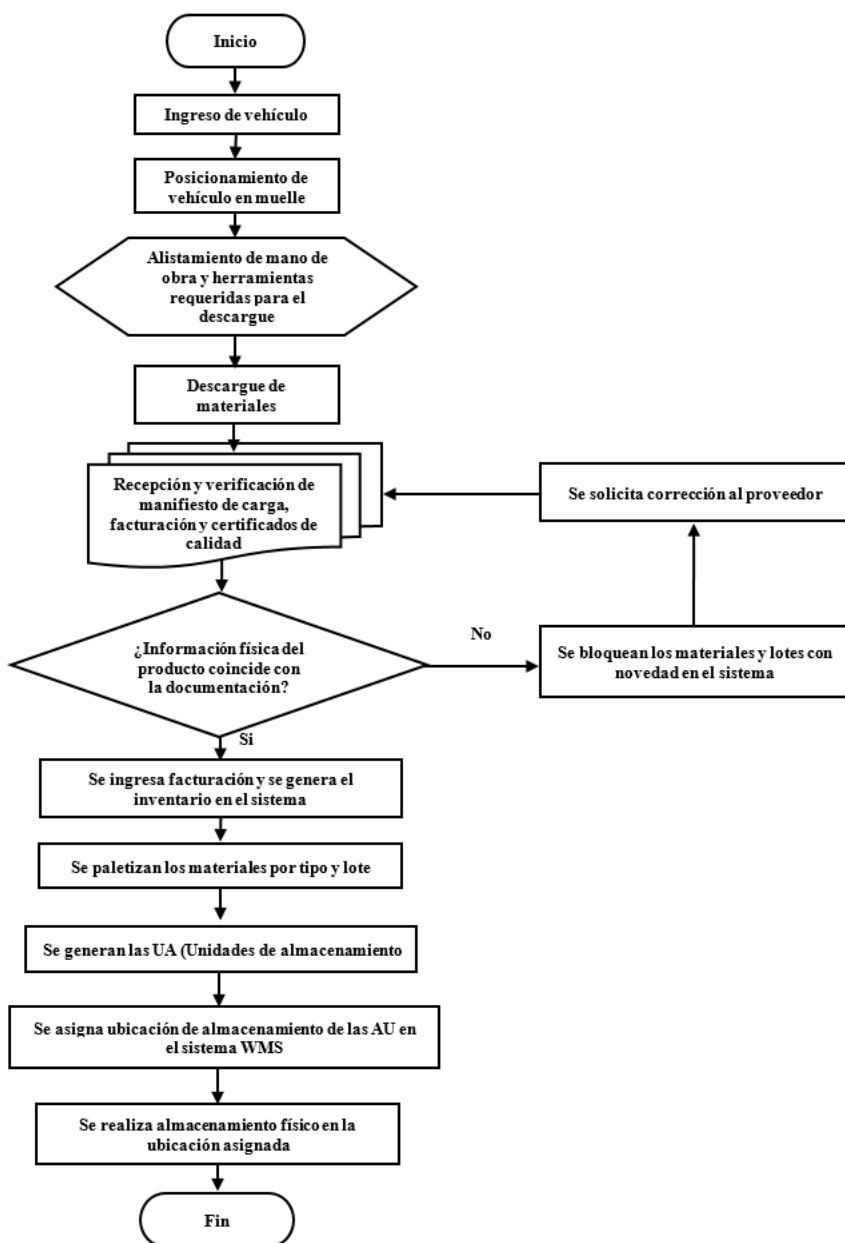 Inicio
Ingreso de vehículo
Posicionamiento de
vehículo en muelle
Alistamiento de mano de
obra y herramientas
requeridas para el
descargue
Descargue de
materiales
Recepción y verificación de
manifiesto de carga,
facturación y certificados de
calidad
Se solicita corrección al proveedor
¿Información física del
producto coincide con
la documentación?
No
Se bloquean los materiales y lotes con
novedad en el sistema
Si
Se ingresa facturación y se genera el
inventario en el sistema
Se paletizan los materiales por tipo y lote
Se generan las UA (Unidades de almacenamiento
Se asigna ubicación de almacenamiento de las AU en
el sistema WMS
Se realiza almacenamiento físico en la
ubicación asignada
Fin